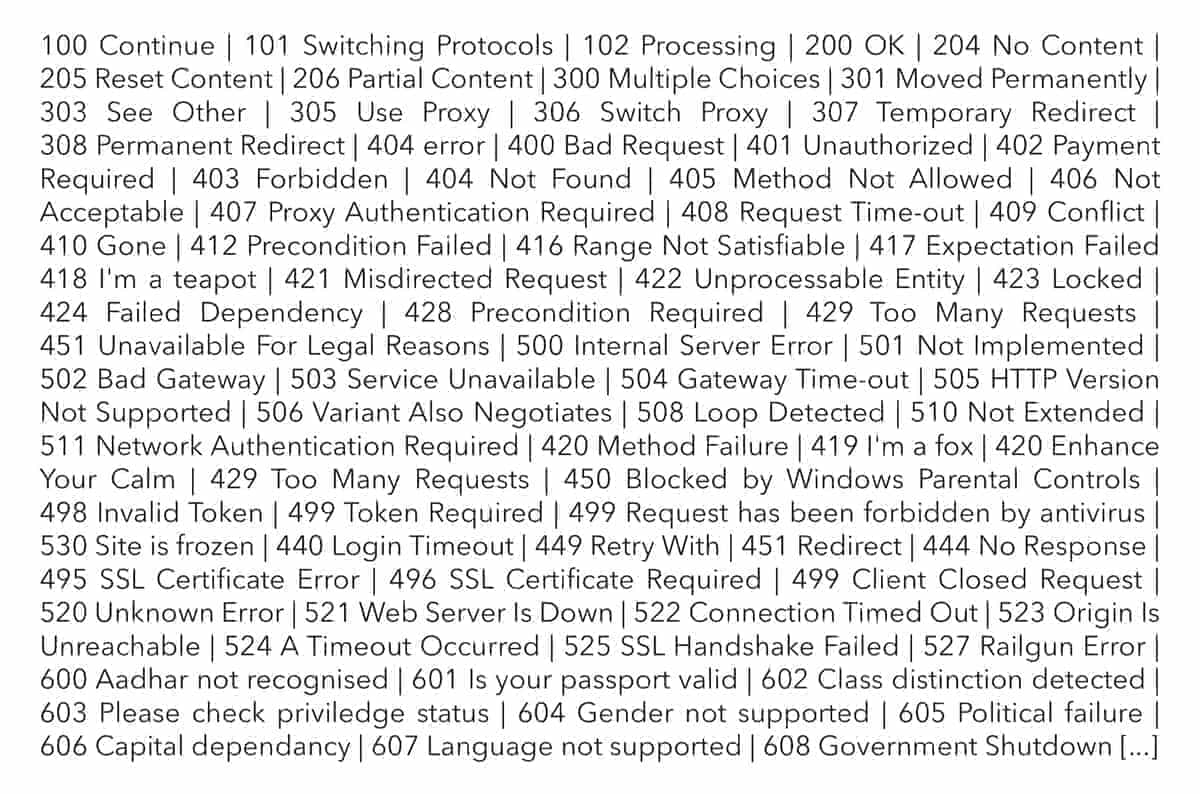 100 Continue | 101 Switching Protocols | 102 Processing | 200 OK | 204 No Content |
205 Reset Content | 206 Partial Content | 300 Multiple Choices | 301 Moved Permanently |
303 See Other | 305 Use Proxy | 306 Switch Proxy | 307 Temporary Redirect |
308 Permanent Redirect | 404 error | 400 Bad Request | 401 Unauthorized | 402 Payment
Required | 403 Forbidden | 404 Not Found | 405 Method Not Allowed | 406 Not
Acceptable | 407 Proxy Authentication Required | 408 Request Time-out | 409 Conflict |
410 Gone | 412 Precondition Failed | 416 Range Not Satisfiable | 417 Expectation Failed
418 I'm a teapot | 421 Misdirected Request | 422 Unprocessable Entity | 423 Locked |
424 Failed Dependency | 428 Precondition Required | 429 Too Many Requests |
451 Unavailable For Legal Reasons | 500 Internal Server Error | 501 Not Implemented |
502 Bad Gateway | 503 Service Unavailable | 504 Gateway Time-out | 505 HTTP Version
Not Supported | 506 Variant Also Negotiates | 508 Loop Detected | 510 Not Extended |
511 Network Authentication Required | 420 Method Failure | 419 I'm a fox | 420 Enhance
Your Calm | 429 Too Many Requests | 450 Blocked by Windows Parental Controls |
498 Invalid Token | 499 Token Required | 499 Request has been forbidden by antivirus |
530 Site is frozen | 440 Login Timeout | 449 Retry With | 451 Redirect | 444 No Response |
495 SSL Certificate Error | 496 SSL Certificate Required | 499 Client Closed Request |
520 Unknown Error | 521 Web Server Is Down | 522 Connection Timed Out | 523 Origin Is
Unreachable | 524 A Timeout Occurred | 525 SSL Handshake Failed | 527 Railgun Error |
600 Aadhar not recognised | 601 Is your passport valid | 602 Class distinction detected |
603 Please check priviledge status | 604 Gender not supported | 605 Political failure |
606 Capital dependancy | 607 Language not supported | 608 Government Shutdown [...]